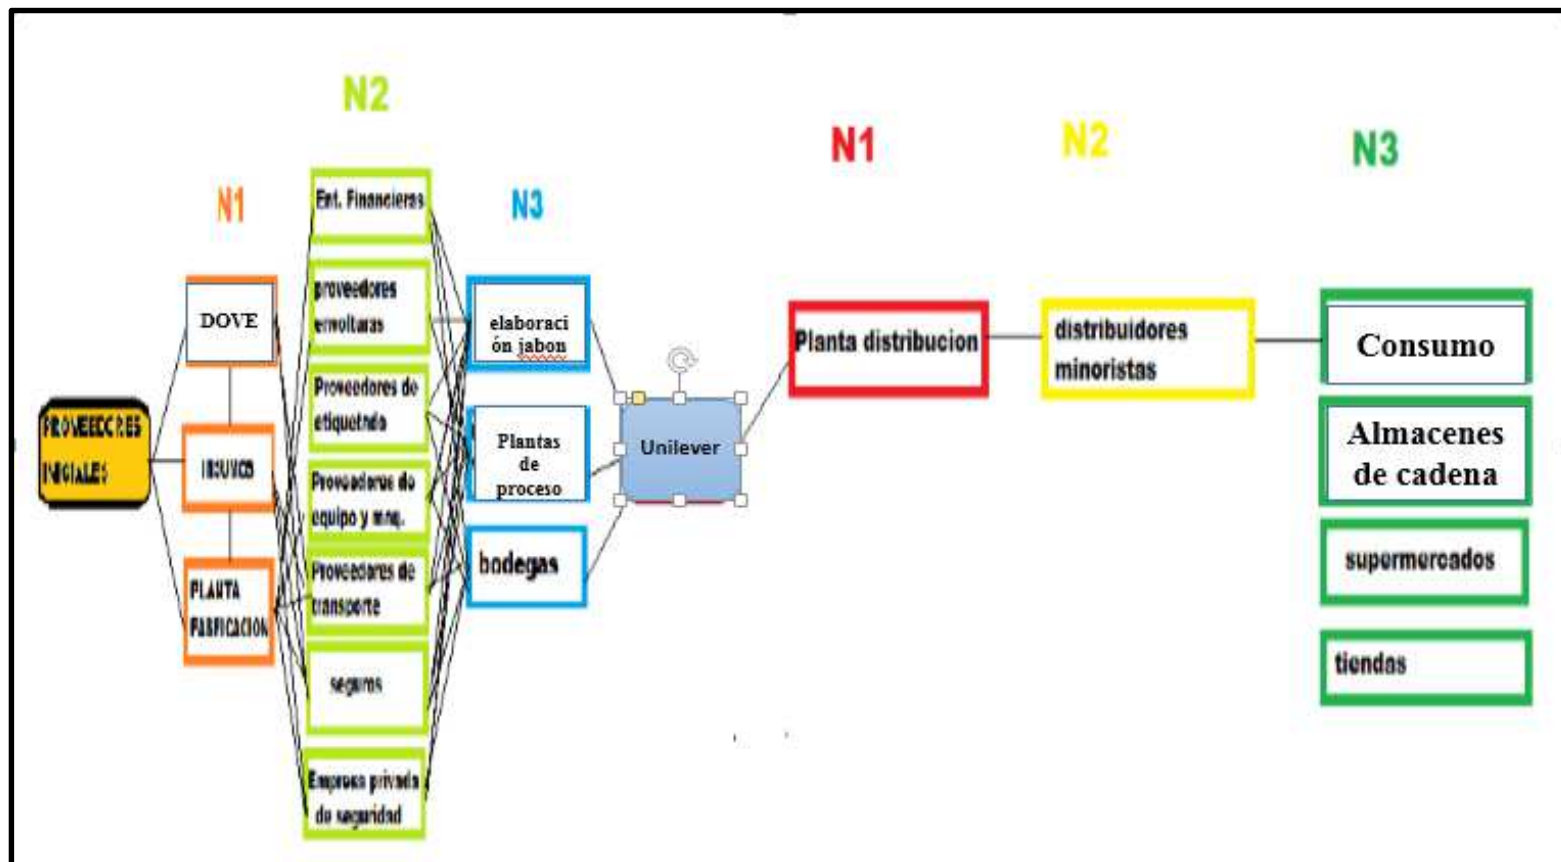 N2
N1
N3
N1
N2
N3
PROVEEDORES
INICIALES
DOVE
INSUMOS
PLANTA
FABRICACION
Ent. Financieras
proveedores
envolturas
Proveedores de
etiquetado
Proveedores de
equipo y maq.
Proveedores de
transporte
seguros
Empresa privada
de seguridad
elaboraci
ón jabon
Plantas
de
proceso
bodegas
Unilever
Planta distribucion
distribuidores
minoristas
Consumo
Almacenes
de cadena
supermercados
tiendas